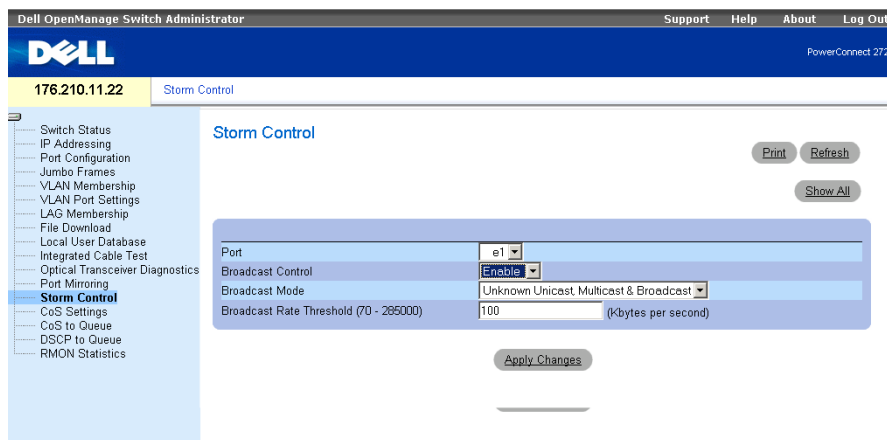 Dell OpenManage Switch Administrator Support Help About Log Out
DELL
PowerConnect 272
176.210.11.22 Storm Control
Switch Status
IP Addressing
Port Configuration
Jumbo Frames
VLAN Membership
VLAN Port Settings
LAG Membership
File Download
Local User Database
Integrated Cable Test
Optical Transceiver Diagnostics
Port Mirroring
Storm Control
CoS Settings
CoS to Queue
DSCP to Queue
RMON Statistics
Storm Control
Print Refresh
Show All
Port e1
Broadcast Control Enable
Broadcast Mode Unknown Unicast, Multicast & Broadcast
Broadcast Rate Threshold (70 - 285000) 100 (Kbytes per second)
Apply Changes